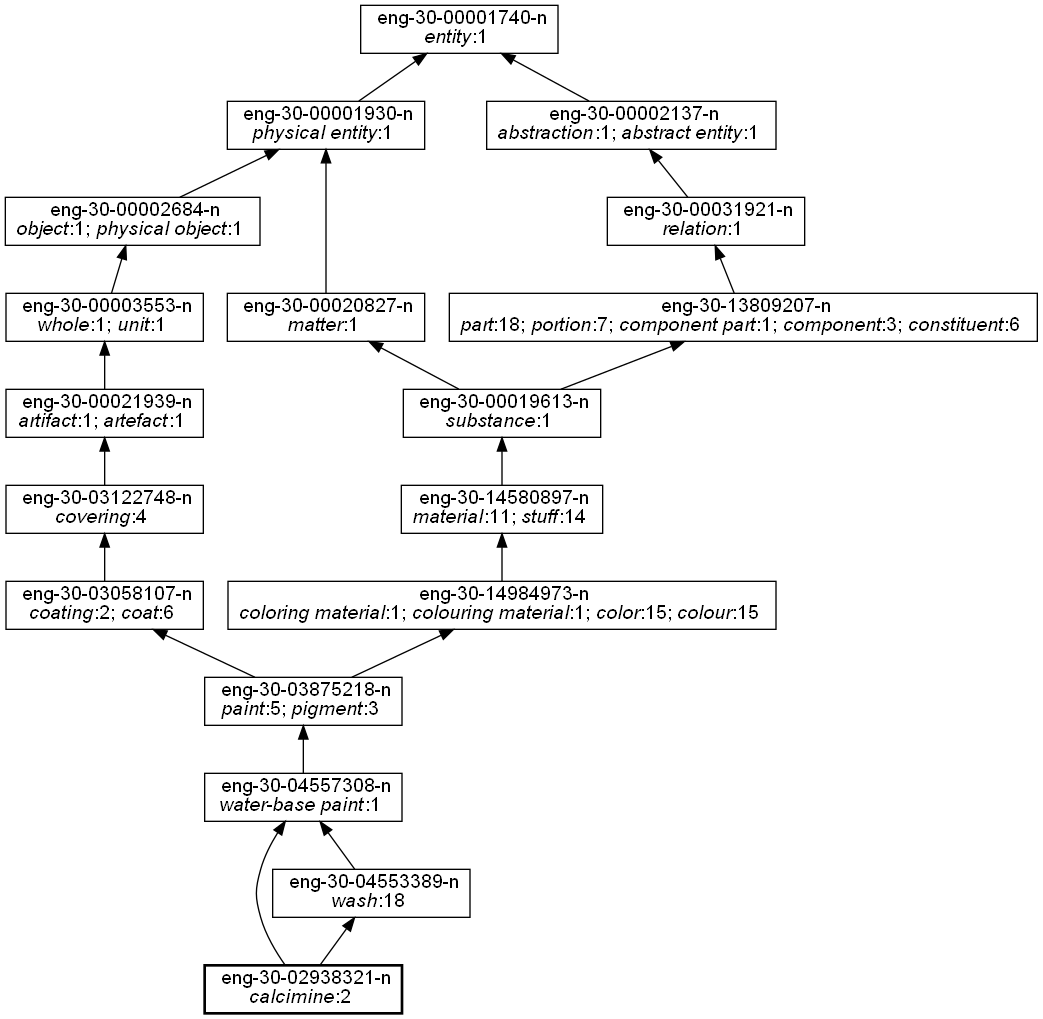 eng-30-00001740-n
entity:1
eng-30-00001930-n
physical entity:1
eng-30-00002137-n
abstraction:1; abstract entity:1
eng-30-00002684-n
object:1; physical object:1
eng-30-00031921-n
relation:1
eng-30-00003553-n
whole:1; unit:1
eng-30-00020827-n
matter:1
eng-30-13809207-n
part:18; portion:7; component part:1; component:3; constituent:6
eng-30-00021939-n
artifact:1; artefact:1
eng-30-00019613-n
substance:1
eng-30-03122748-n
covering:4
eng-30-14580897-n
material:11; stuff:14
eng-30-03058107-n
coating:2; coat:6
eng-30-14984973-n
coloring material:1; colouring material:1; color:15; colour:15
eng-30-03875218-n
paint:5; pigment:3
eng-30-04557308-n
water-base paint:1
eng-30-04553389-n
wash:18
eng-30-02938321-n
calcimine:2